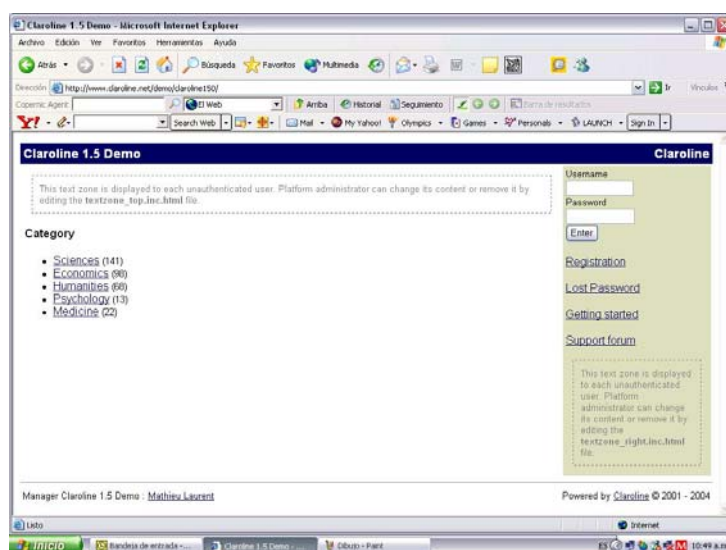 Claroline 1.5 Demo - Microsoft Internet Explorer
Archivo Edición Ver Favoritos Herramientas Ayuda
Atrás Búsqueda Favoritos Multimedia
Dirección http://www.claroline.net/demo/claroline150/ Ir Vínculos
Copernic Agent El Web Arriba Historial Seguimiento
Y! Search Web Mail My Yahoo! Olympics Games Personals LAUNCH Sign In
Claroline 1.5 Demo Claroline
This text zone is displayed to each unauthenticated user. Platform administrator can change its content or remove it by
editing the textzone_top.inc.html file.
Category
Sciences (141)
Economics (98)
Humanities (68)
Psychology (13)
Medicine (22)
Username
Password
Enter
Registration
Lost Password
Getting started
Support forum
This text zone is displayed
to each unauthenticated
user. Platform
administrator can change
its content or remove it by
editing the
textzone_right.inc.html
file.
Manager Claroline 1.5 Demo : Mathieu Laurent Powered by Claroline © 2001 - 2004
Listo Internet
Inicio Bandeja de entrada -... Claroline 1.5 Demo -... Dibujo - Paint ES 10:49 a.m.